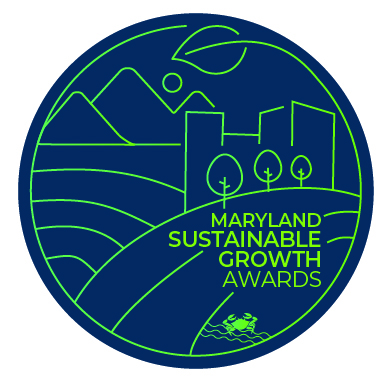 MARYLAND
SUSTAINABLE
GROWTH
AWARDS